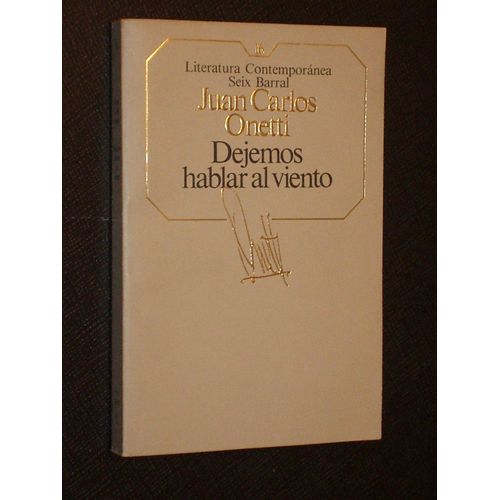 Literatura Contemporánea
Seix Barral
Juan Carlos
Onetti
Dejemos
hablar al viento